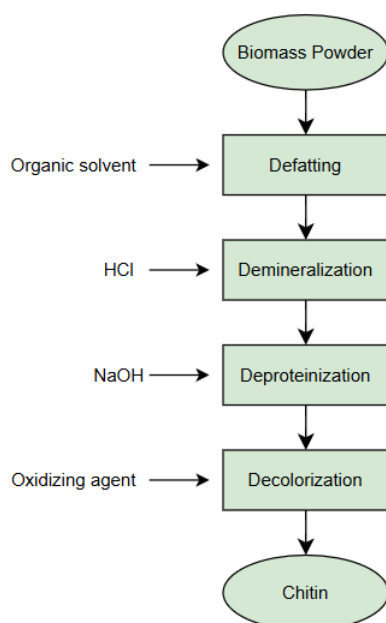 Biomass Powder
Organic solvent
Defatting
HCl
Demineralization
NaOH
Deproteinization
Oxidizing agent
Decolorization
Chitin